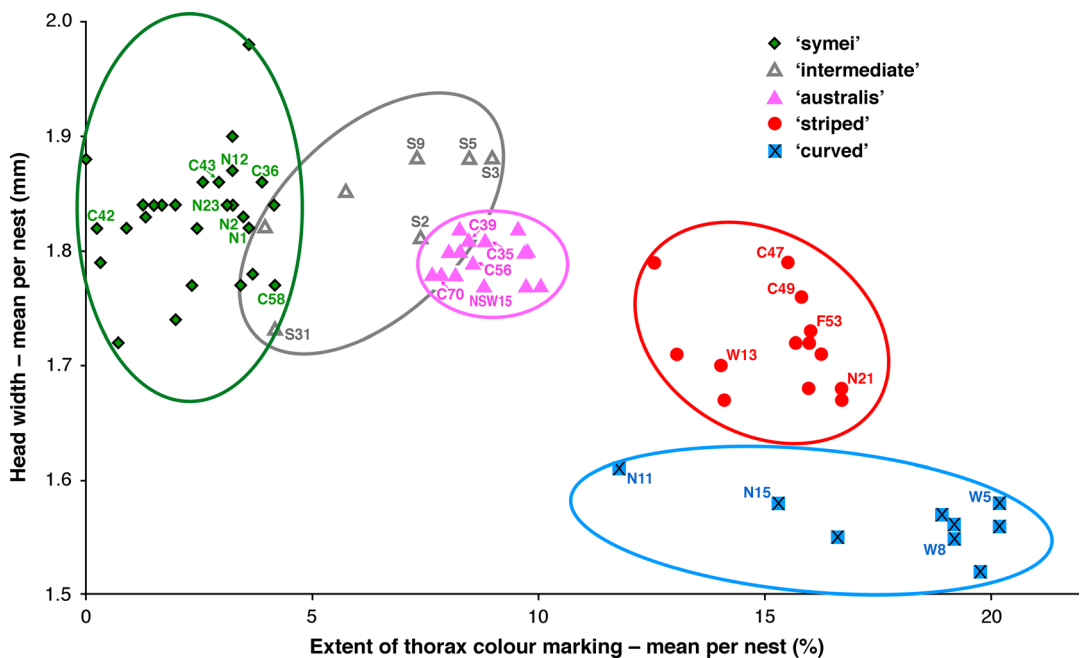 2.0
1.9
1.8
1.7
1.6
1.5
0
5
10
15
20
Head width – mean per nest (mm)
Extent of thorax colour marking – mean per nest (%)
‘symei’
‘intermediate’
‘australis’
‘striped’
‘curved’
C43
N12
C36
C42
N23
N2
N1
C58
S9
S5
S3
S2
S31
C39
C35
C56
C70
NSW15
C47
C49
F53
W13
N21
N11
N15
W5
W8